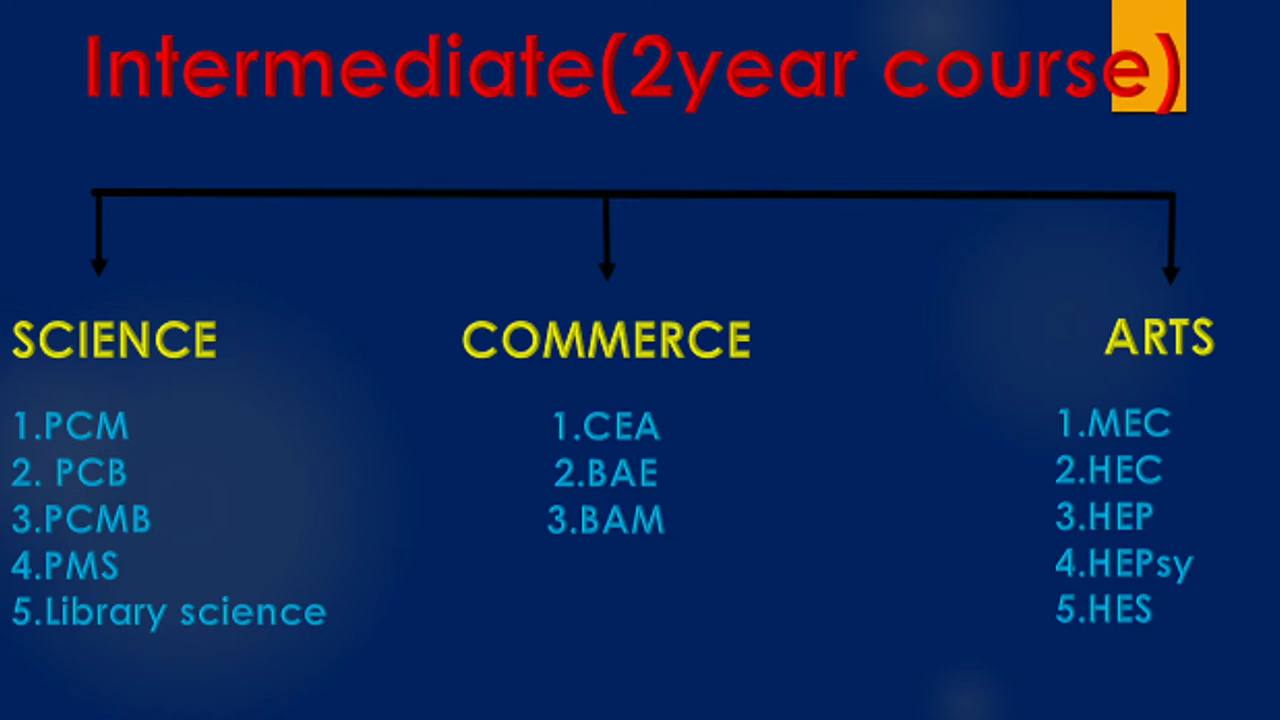 Intermediate(2year course)
SCIENCE
1.PCM
2. PCB
3.PCMB
4.PMS
5.Library science
COMMERCE
1.CEA
2.BAE
3.BAM
ARTS
1.MEC
2.HEC
3.HEP
4.HEPsy
5.HES